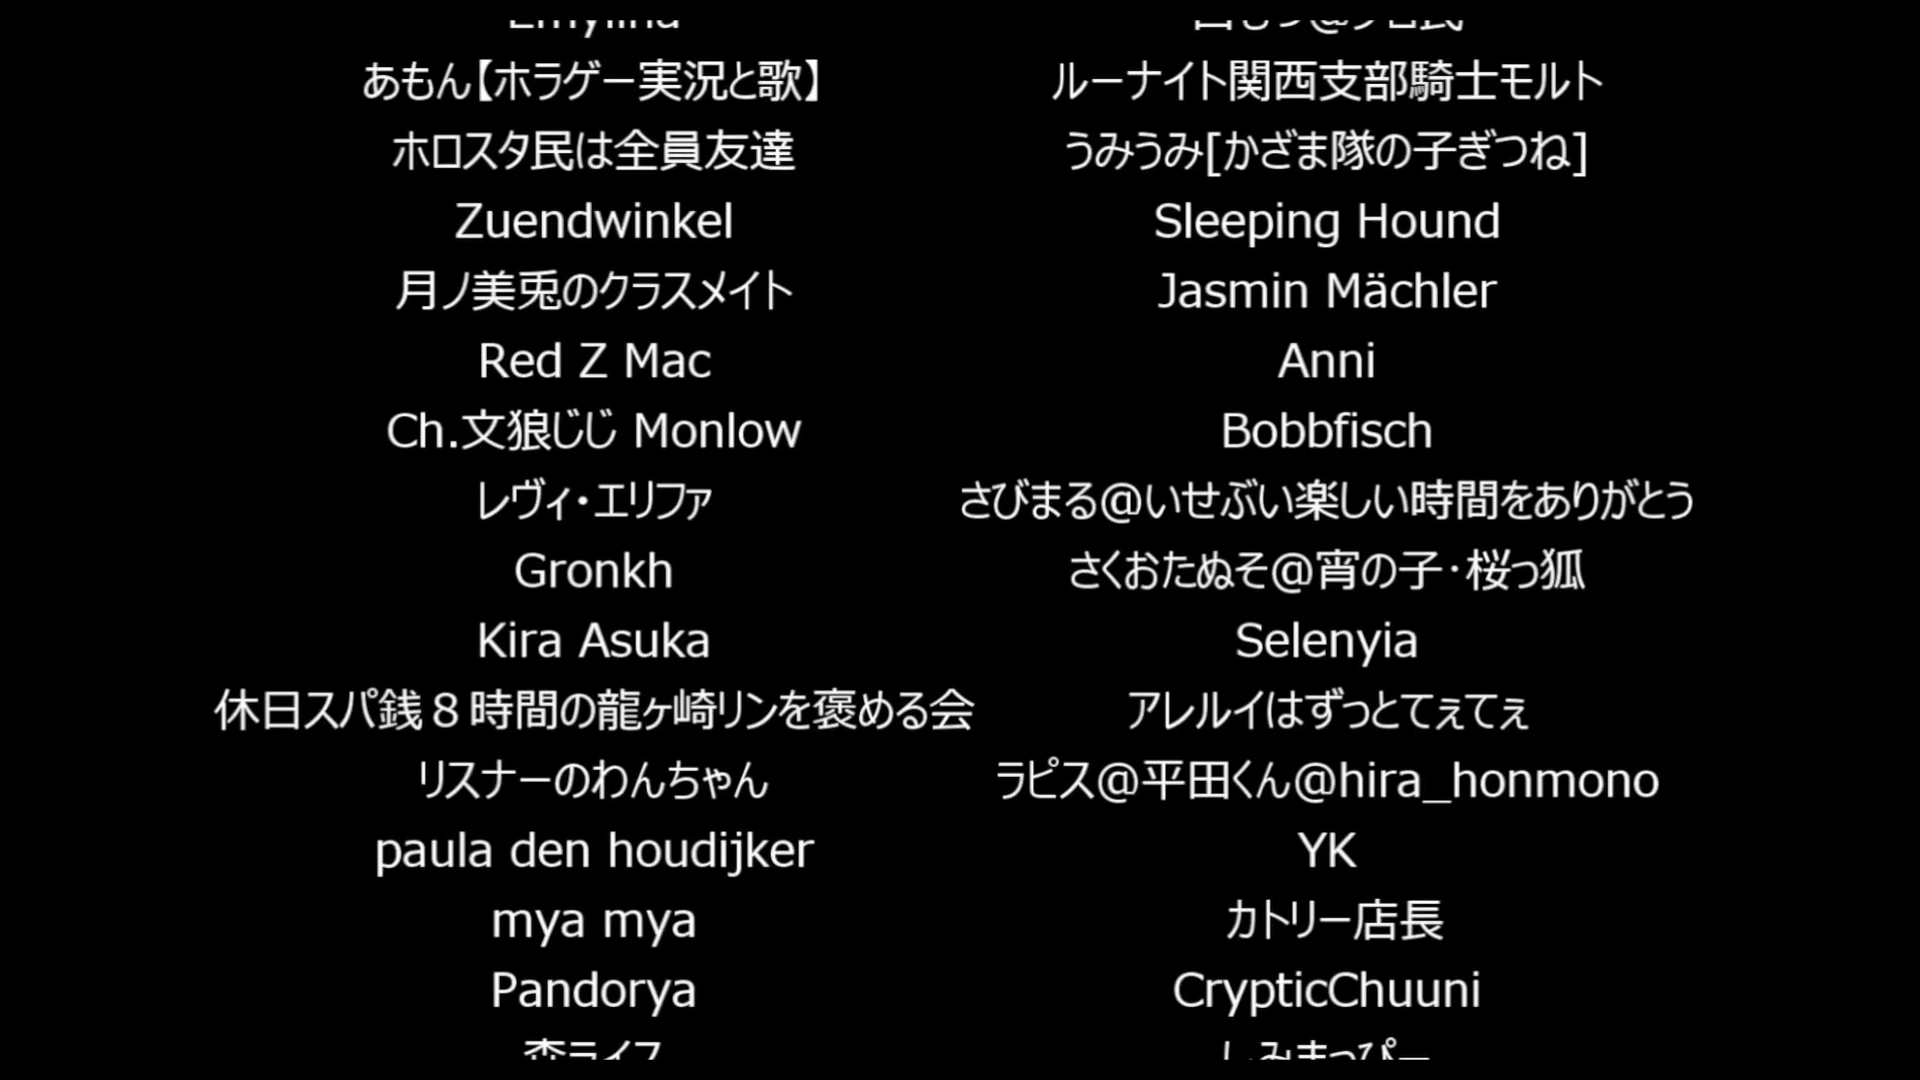 あもん【ホラゲー実況と歌】
ルーナイト関西支部騎士モルト
ホロスタ民は全員友達
うみうみ[かざま隊の子ぎつね]
Zuendwinkel
Sleeping Hound
月ノ美兎のクラスメイト
Jasmin Mächler
Red Z Mac
Anni
Ch.文狼じじ Monlow
Bobbfisch
レヴィ・エリファ
さびまる@いせぶい楽しい時間をありがとう
Gronkh
さくおたぬそ@宵の子・桜っ狐
Kira Asuka
Selenyia
休日スパ銭８時間の龍ヶ崎リンを褒める会
アレルイはずっとてぇてぇ
リスナーのわんちゃん
ラピス@平田くん@hira_honmono
paula den houdijker
YK
mya mya
カトリー店長
Pandorya
CrypticChuuni